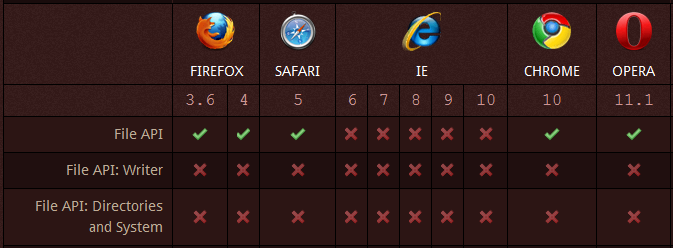 FIREFOX SAFARI IE CHROME OPERA
3.6 4 5 6 7 8 9 10 10 11.1
File API
File API: Writer
File API: Directories
and System